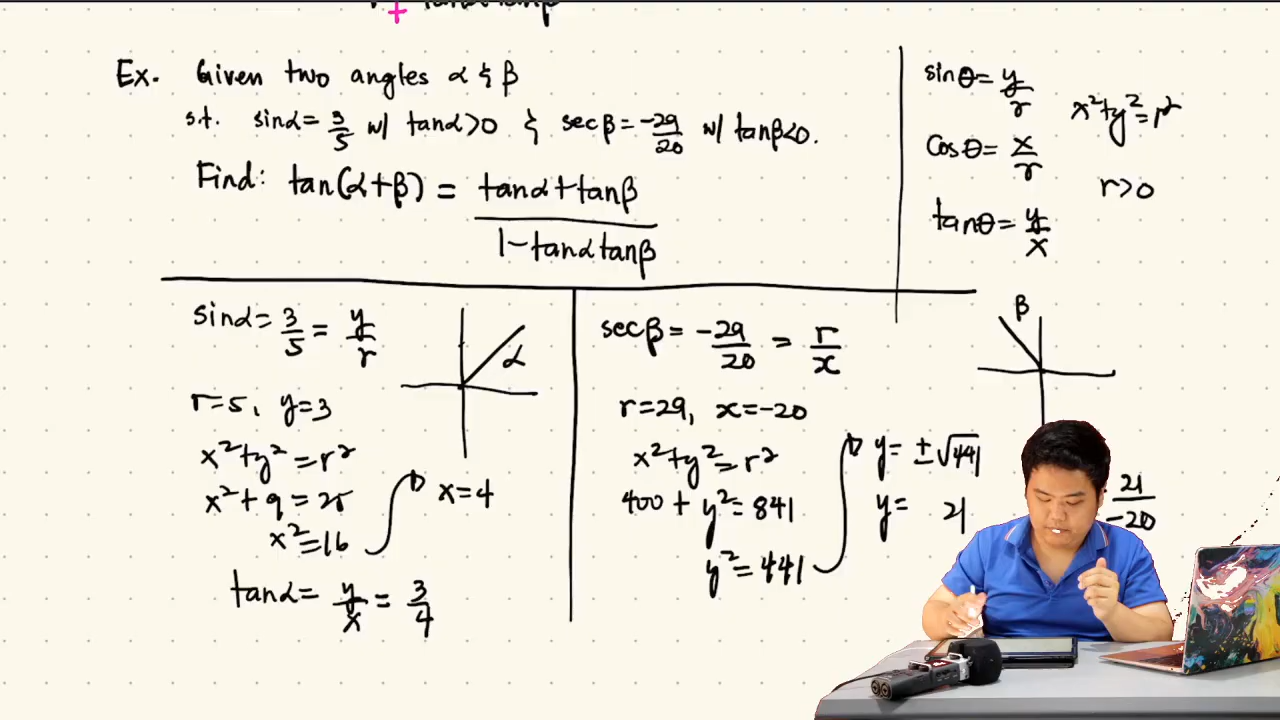 Ex. Given two angles α & β
s.t. sinα = 3/5 w/ tanα>0 & secβ = -29/20 w/ tanβ<0.
Find: tan(α+β) = tanα+tanβ / 1-tanαtanβ
sinθ = y/r
x²+y²=r²
cosθ = x/r
r>0
tanθ = y/x
sinα = 3/5 = y/r
α
r=5, y=3
x²+y² = r²
x²+9 = 25
x²=16
x=4
tanα = y/x = 3/4
secβ = -29/20 = r/x
β
r=29, x=-20
x²+y²=r²
400 + y² = 841
y² = 441
y = ±√441
y = 21
21/-20